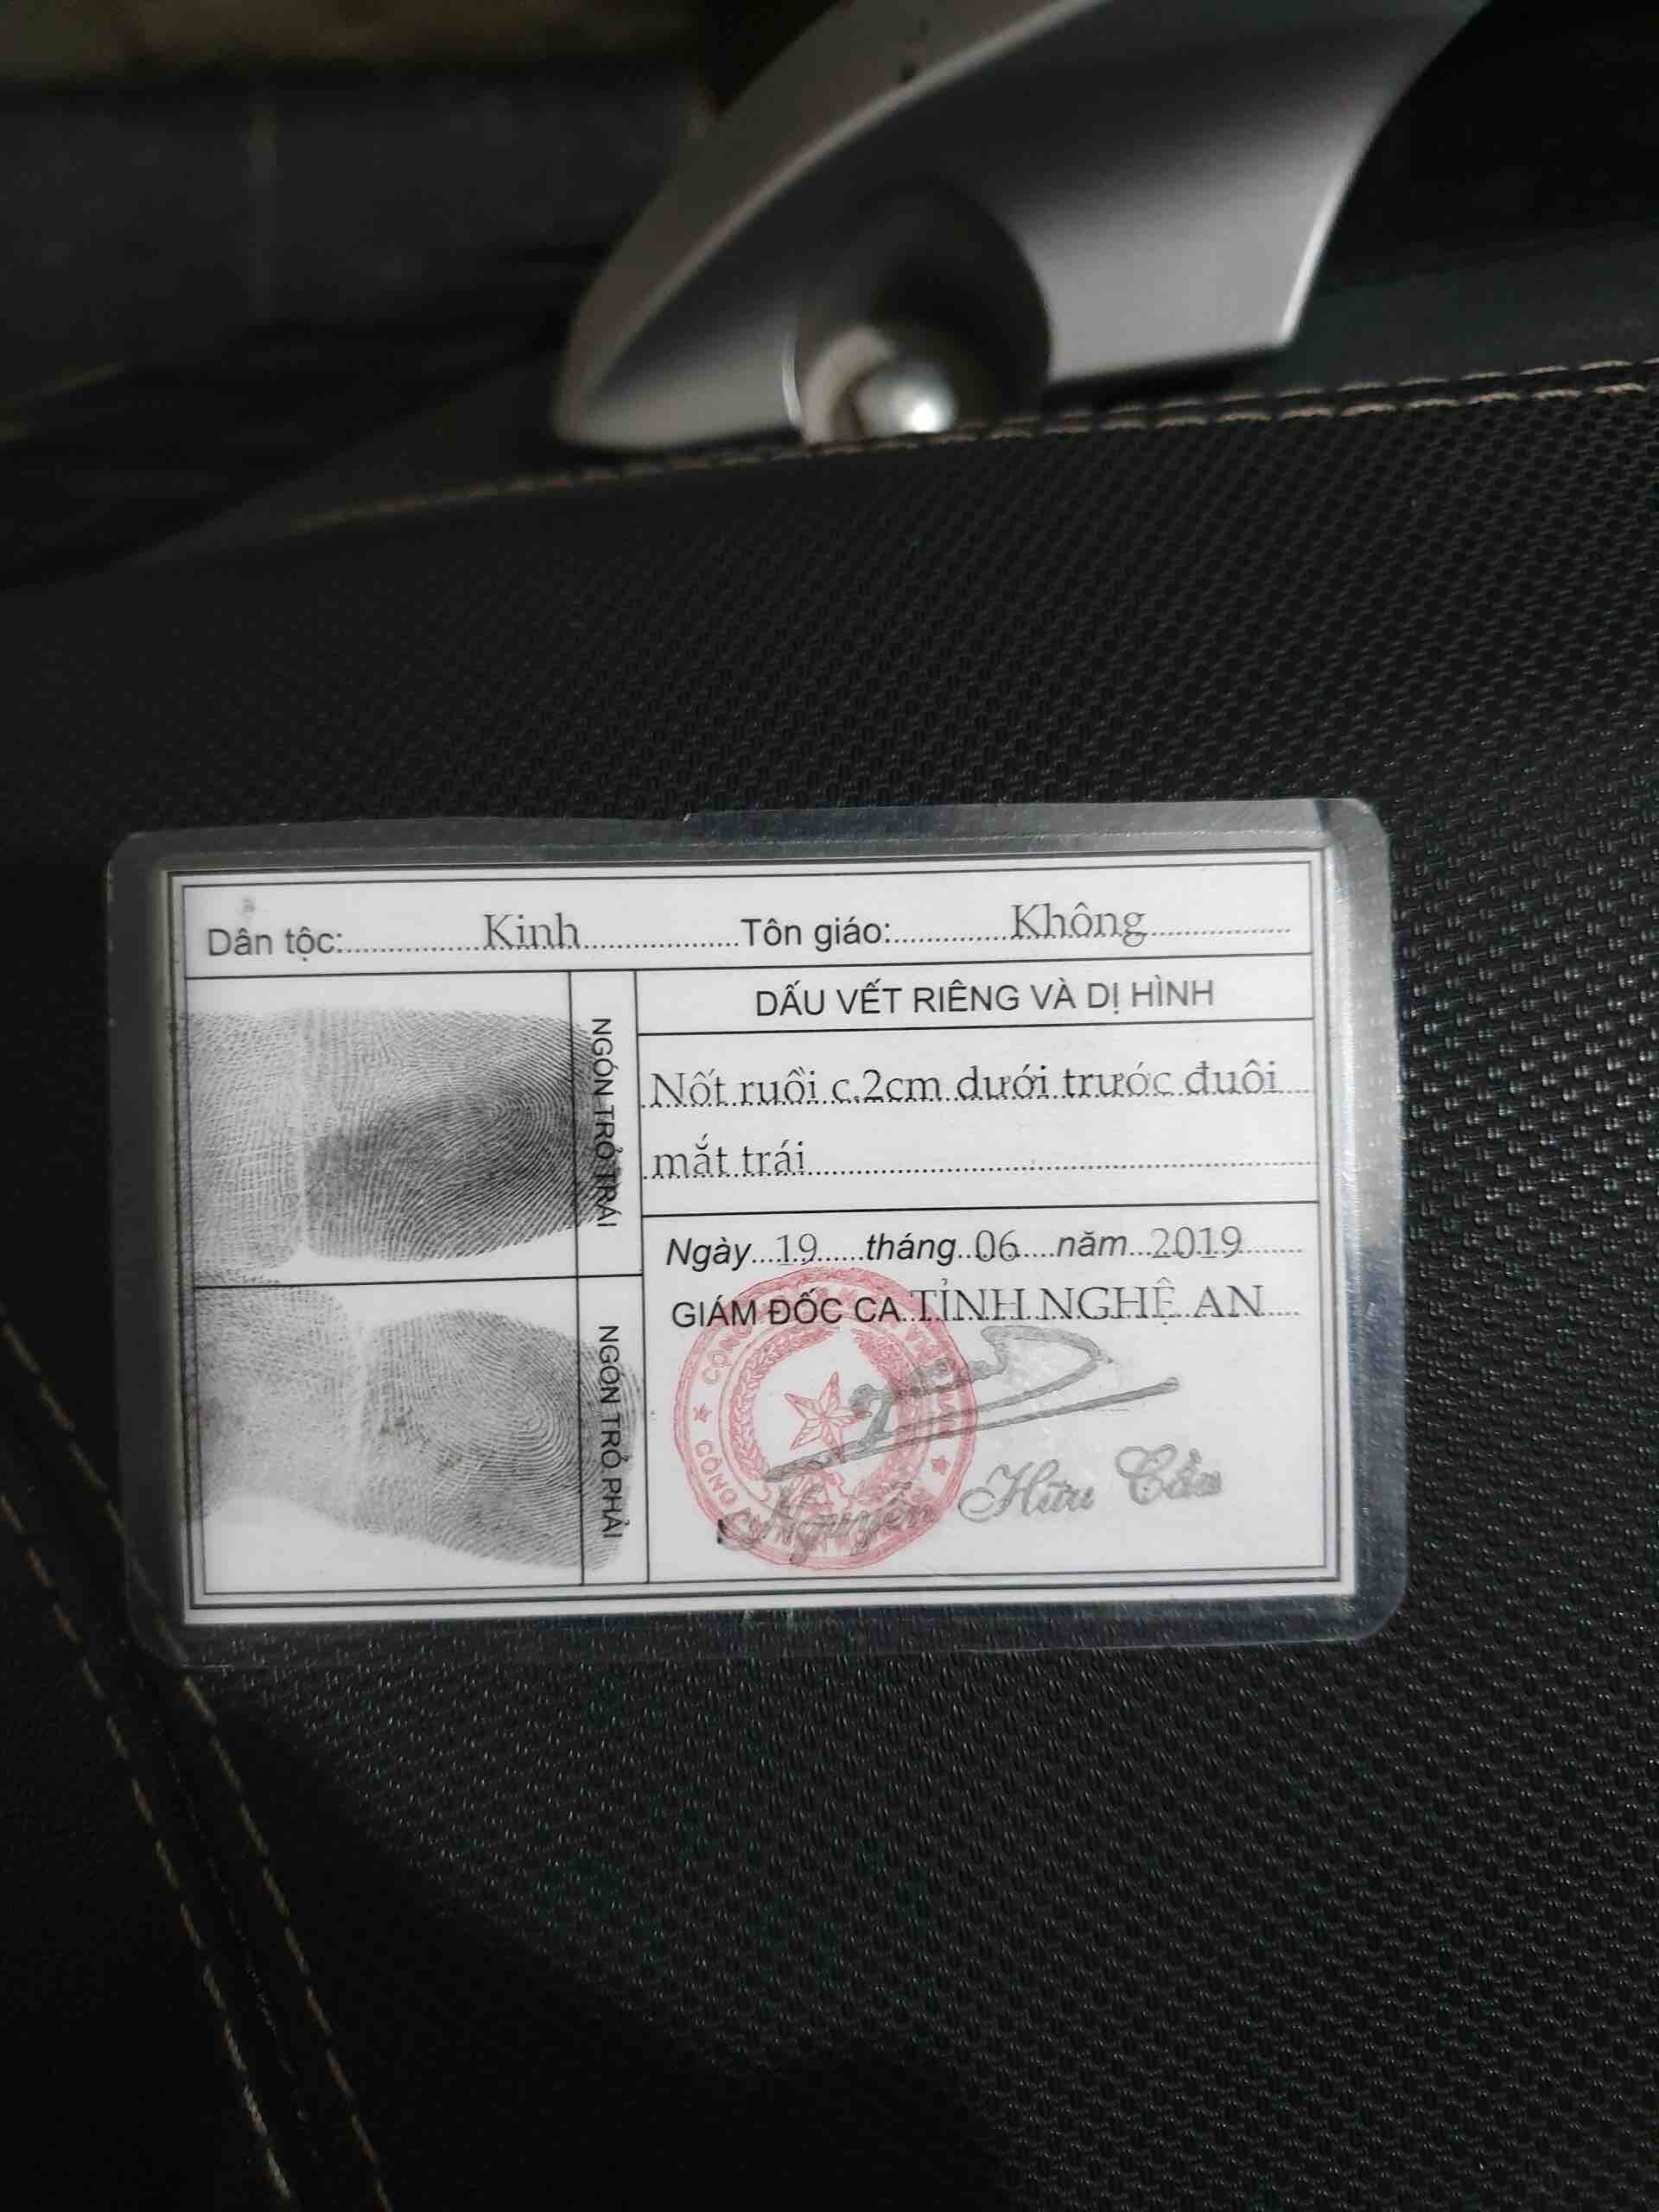 Dân tộc: Kinh Tôn giáo: Không
NGÓN TRỎ TRÁI
DẤU VẾT RIÊNG VÀ DỊ HÌNH
Nốt ruồi c.2cm dưới trước đuôi
mắt trái
Ngày 19 tháng 06 năm 2019
GIÁM ĐỐC CA TỈNH NGHỆ AN
NGÓN TRỎ PHẢI
Nguyễn Hữu Cầu